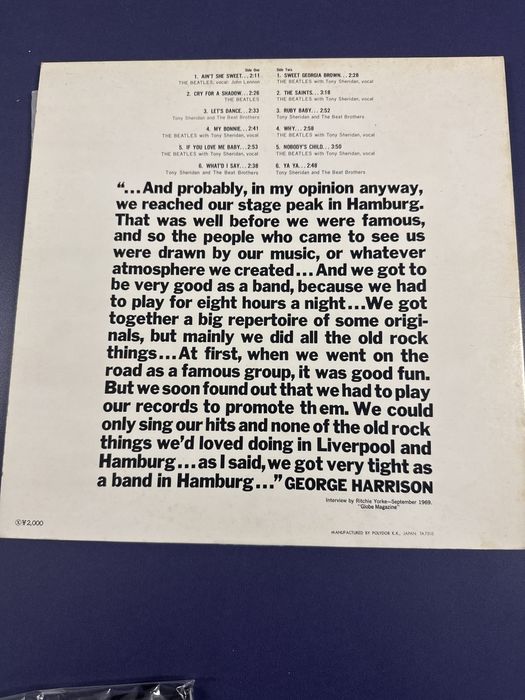 Side One
1. AIN'T SHE SWEET...2:11
THE BEATLES, vocal: John Lennon
2. CRY FOR A SHADOW...2:26
THE BEATLES
3. LET'S DANCE...2:33
Tony Sheridan and The Beat Brothers
4. MY BONNIE...2:41
THE BEATLES with Tony Sheridan, vocal
5. IF YOU LOVE ME BABY...2:53
THE BEATLES with Tony Sheridan, vocal
6. WHAT'D I SAY...2:38
Tony Sheridan and The Beat Brothers
Side Two
1. SWEET GEORGIA BROWN...2:28
THE BEATLES with Tony Sheridan, vocal
2. THE SAINTS...3:18
THE BEATLES with Tony Sheridan, vocal
3. RUBY BABY...2:52
Tony Sheridan and The Beat Brothers
4. WHY...2:58
THE BEATLES with Tony Sheridan, vocal
5. NOBODY'S CHILD...3:50
THE BEATLES with Tony Sheridan, vocal
6. YA YA...2:48
Tony Sheridan and The Beat Brothers
“...And probably, in my opinion anyway,
we reached our stage peak in Hamburg.
That was well before we were famous,
and so the people who came to see us
were drawn by our music, or whatever
atmosphere we created...And we got to
be very good as a band, because we had
to play for eight hours a night...We got
together a big repertoire of some origi-
nals, but mainly we did all the old rock
things...At first, when we went on the
road as a famous group, it was good fun.
But we soon found out that we had to play
our records to promote them. We could
only sing our hits and none of the old rock
things we'd loved doing in Liverpool and
Hamburg...as I said, we got very tight as
a band in Hamburg...” GEORGE HARRISON
Interview by Ritchie Yorke—September 1969.
"Globe Magazine"
Ⓢ¥2,000
MANUFACTURED BY POLYDOR K.K., JAPAN